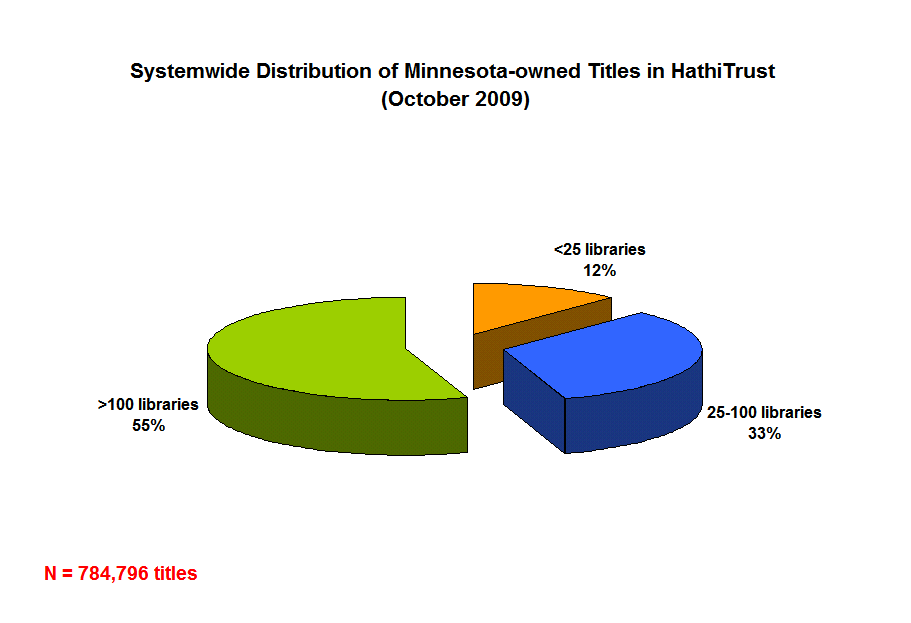 Systemwide Distribution of Minnesota-owned Titles in HathiTrust
(October 2009)
<25 libraries
12%
>100 libraries
55%
25-100 libraries
33%
N = 784,796 titles